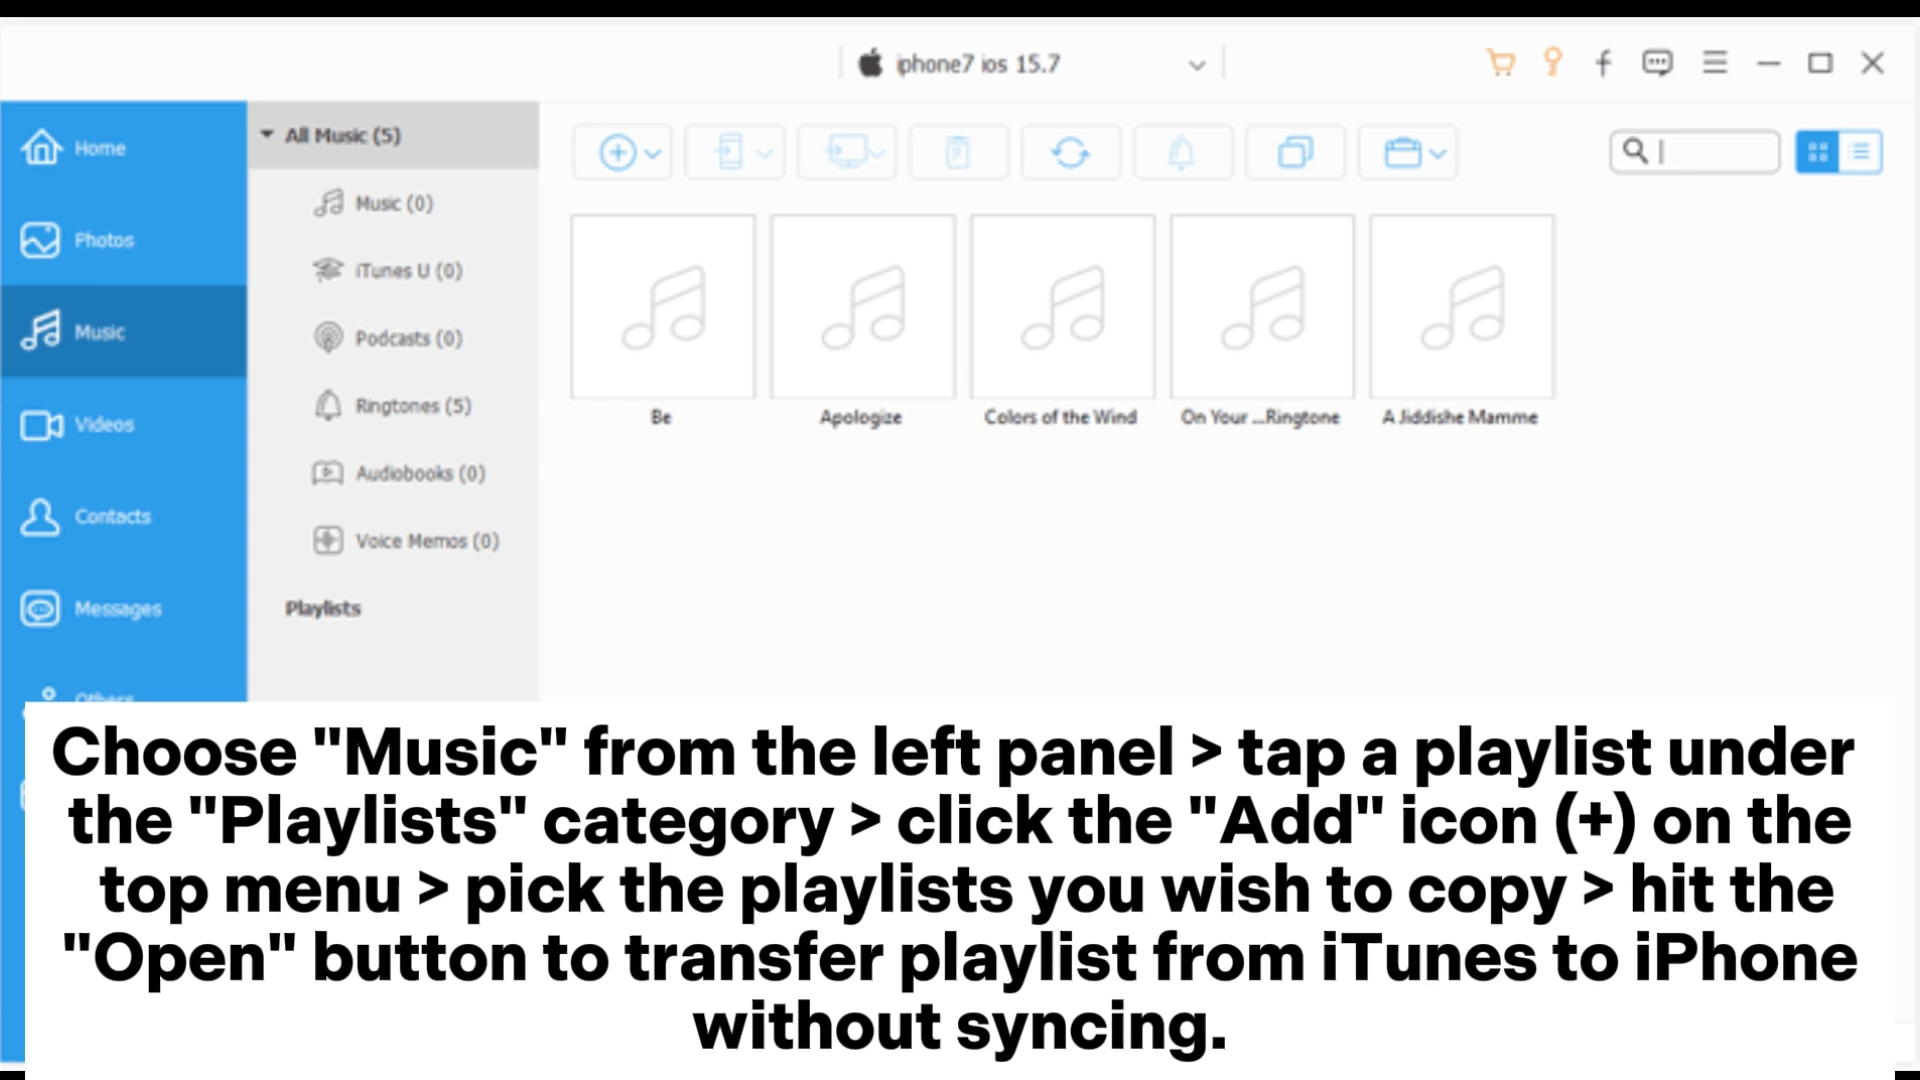 iphone7 ios 15.7
Home
Photos
Music
Videos
Contacts
Messages
Others
All Music (5)
Music (0)
iTunes U (0)
Podcasts (0)
Ringtones (5)
Audiobooks (0)
Voice Memos (0)
Playlists
Be
Apologize
Colors of the Wind
On Your ...Ringtone
A Jiddishe Mamme
Choose "Music" from the left panel > tap a playlist under
the "Playlists" category > click the "Add" icon (+) on the
top menu > pick the playlists you wish to copy > hit the
"Open" button to transfer playlist from iTunes to iPhone
without syncing.